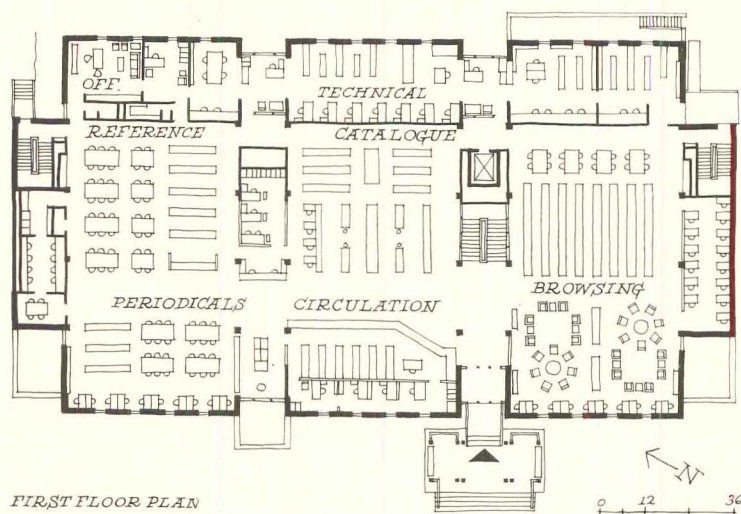 OFF.
TECHNICAL
REFERENCE
CATALOGUE
BROWSING
PERIODICALS
CIRCULATION
N
FIRST FLOOR PLAN
0 12 36